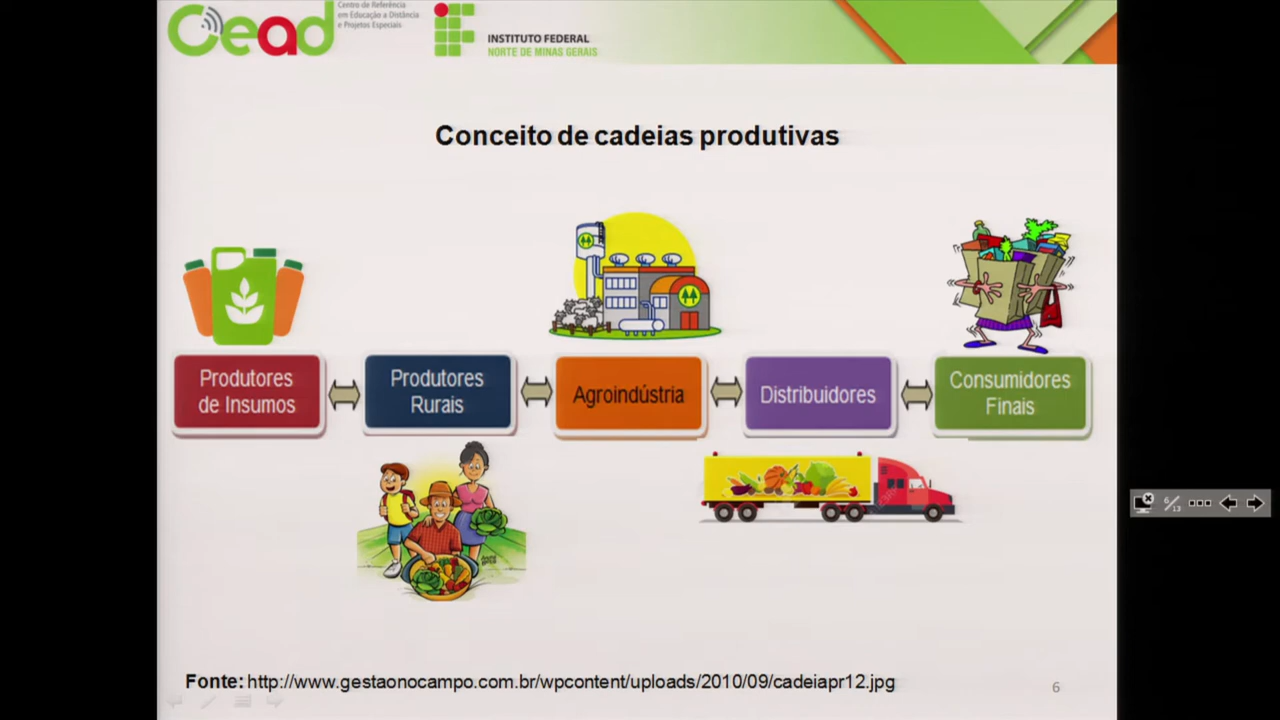 Cead
Centro de Referência
em Educação a Distância
e Projetos Especiais
INSTITUTO FEDERAL
NORTE DE MINAS GERAIS
Conceito de cadeias produtivas
Produtores
de Insumos
Produtores
Rurais
Agroindústria
Distribuidores
Consumidores
Finais
6/13
Fonte: http://www.gestaonocampo.com.br/wpcontent/uploads/2010/09/cadeiapr12.jpg
6